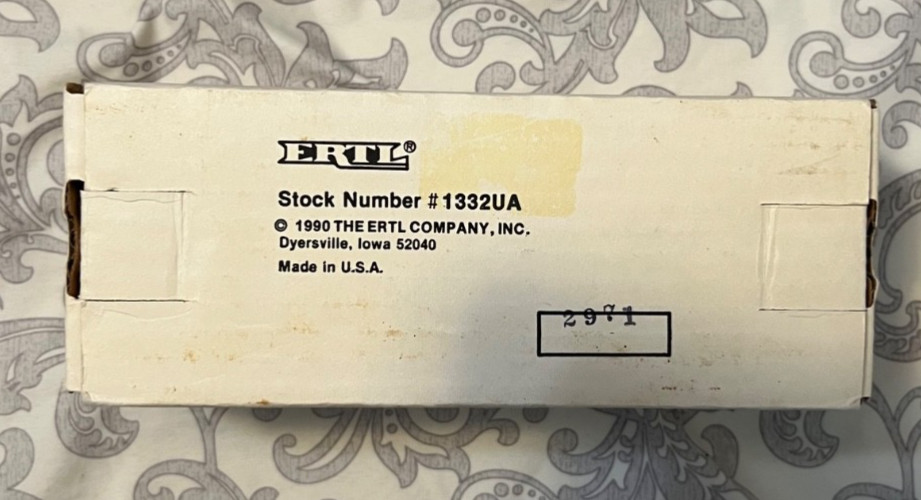 ERTL®
Stock Number #1332UA
© 1990 THE ERTL COMPANY, INC.
Dyersville, Iowa 52040
Made in U.S.A.
2971